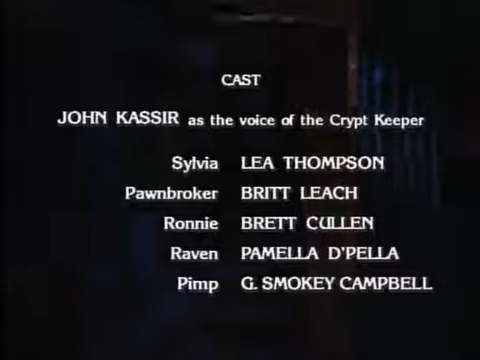 CAST
JOHN KASSIR as the voice of the Crypt Keeper
Sylvia LEA THOMPSON
Pawnbroker BRITT LEACH
Ronnie BRETT CULLEN
Raven PAMELLA D'PELLA
Pimp G. SMOKEY CAMPBELL